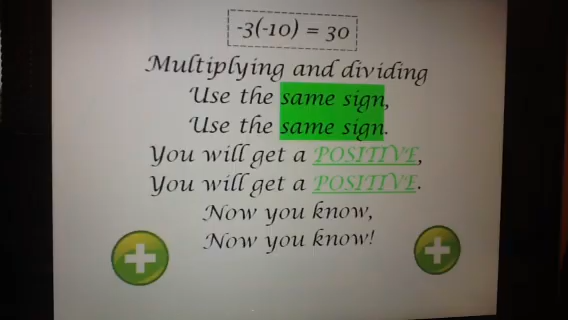 -3(-10) = 30
Multiplying and dividing
Use the same sign,
Use the same sign.
You will get a POSITIVE,
You will get a POSITIVE.
Now you know,
Now you know!